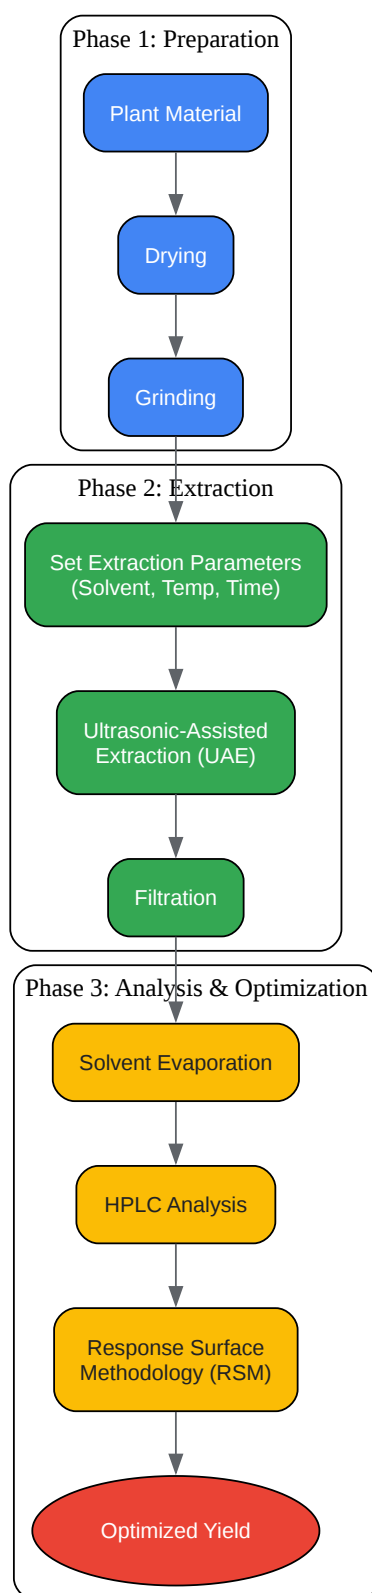 Phase 1: Preparation
Plant Material
Drying
Grinding
Phase 2: Extraction
Set Extraction Parameters
(Solvent, Temp, Time)
Ultrasonic-Assisted
Extraction (UAE)
Filtration
Phase 3: Analysis & Optimization
Solvent Evaporation
HPLC Analysis
Response Surface
Methodology (RSM)
Optimized Yield